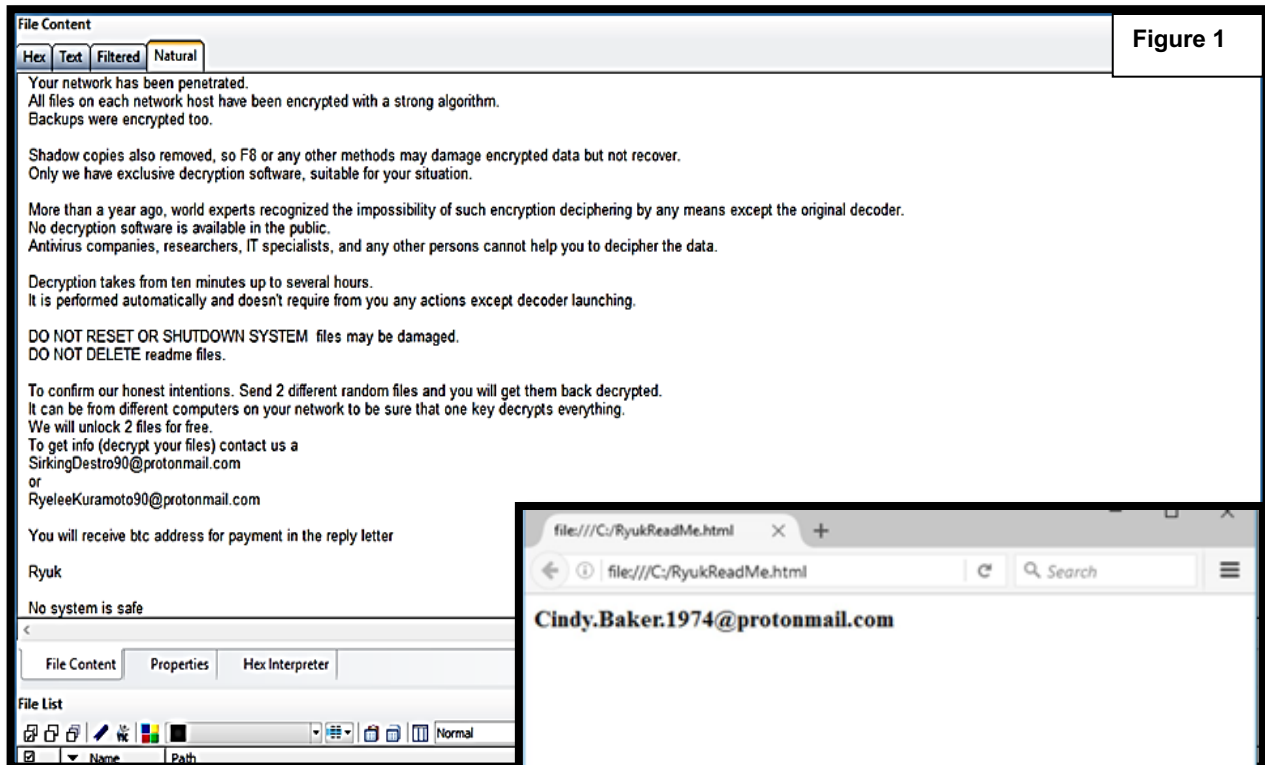 File Content
Figure 1
Hex Text Filtered Natural
Your network has been penetrated.
All files on each network host have been encrypted with a strong algorithm.
Backups were encrypted too.
Shadow copies also removed, so F8 or any other methods may damage encrypted data but not recover.
Only we have exclusive decryption software, suitable for your situation.
More than a year ago, world experts recognized the impossibility of such encryption deciphering by any means except the original decoder.
No decryption software is available in the public.
Antivirus companies, researchers, IT specialists, and any other persons cannot help you to decipher the data.
Decryption takes from ten minutes up to several hours.
It is performed automatically and doesn't require from you any actions except decoder launching.
DO NOT RESET OR SHUTDOWN SYSTEM files may be damaged.
DO NOT DELETE readme files.
To confirm our honest intentions. Send 2 different random files and you will get them back decrypted.
It can be from different computers on your network to be sure that one key decrypts everything.
We will unlock 2 files for free.
To get info (decrypt your files) contact us a
SirkingDestro90@protonmail.com
or
RyeleeKuramoto90@protonmail.com
You will receive btc address for payment in the reply letter
Ryuk
No system is safe
File Content Properties Hex Interpreter
File List
Normal
Name Path
file:///C:/RyukReadMe.html
file:///C:/RyukReadMe.html Search
Cindy.Baker.1974@protonmail.com